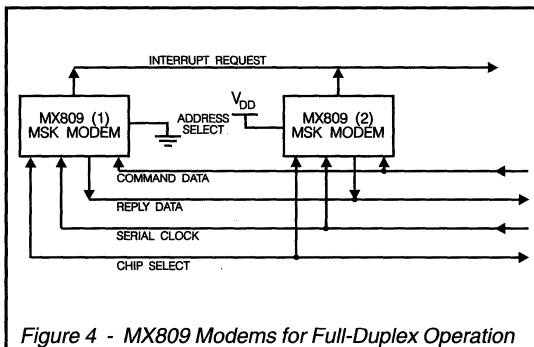 INTERRUPT REQUEST
MX809 (1)
MSK MODEM
ADDRESS
SELECT
VDD
MX809 (2)
MSK MODEM
COMMAND DATA
REPLY DATA
SERIAL CLOCK
CHIP SELECT
Figure 4 - MX809 Modems for Full-Duplex Operation